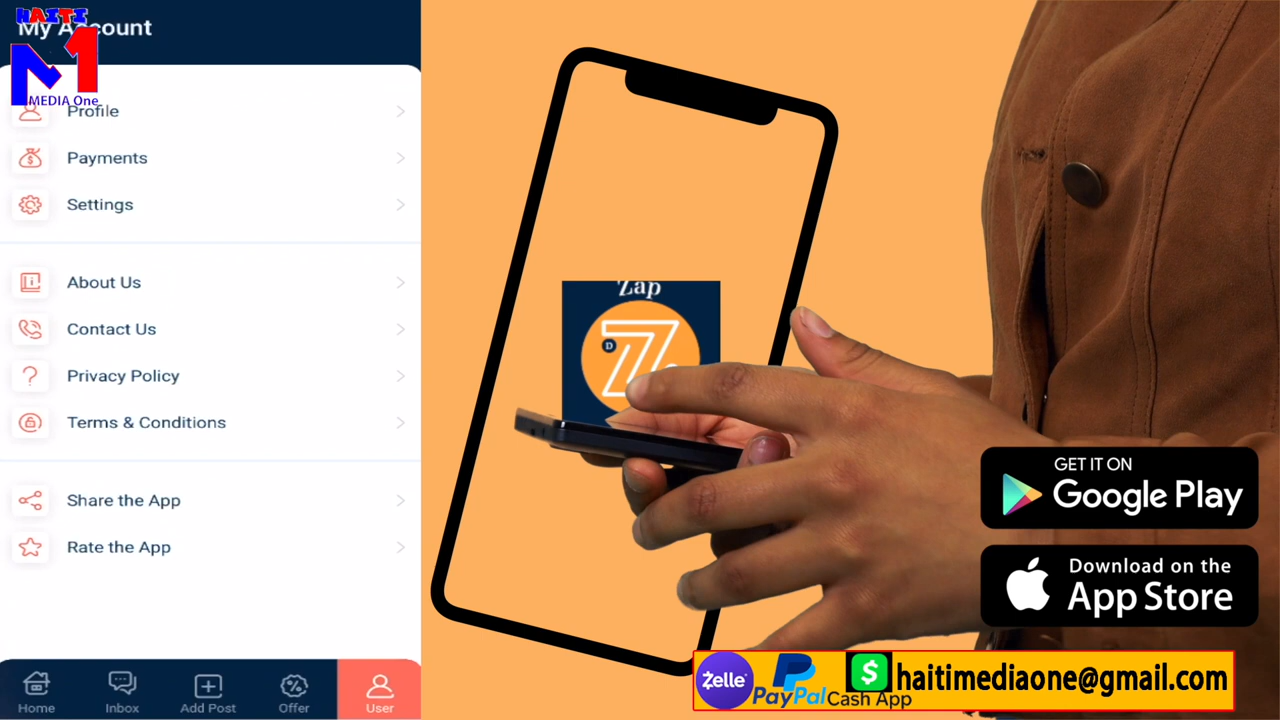 HAITI
My Account
M1
MEDIA One
Profile
Payments
Settings
About Us
Contact Us
Privacy Policy
Terms & Conditions
Share the App
Rate the App
Home
Inbox
Add Post
Offer
User
Zap
D
Z
GET IT ON
Google Play
Download on the
App Store
Zelle
PayPal
$
Cash App
haitimediaone@gmail.com